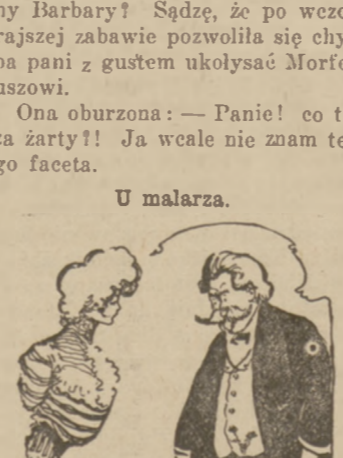 ny Barbary? Sądzę, że po wczo
rajszej zabawie pozwoliła się chy
ba pani z gustem ukołysać Morfe
uszowi.
Ona oburzona: — Panie! co t
za żarty?! Ja wcale nie znam te
go faceta.
U malarza.